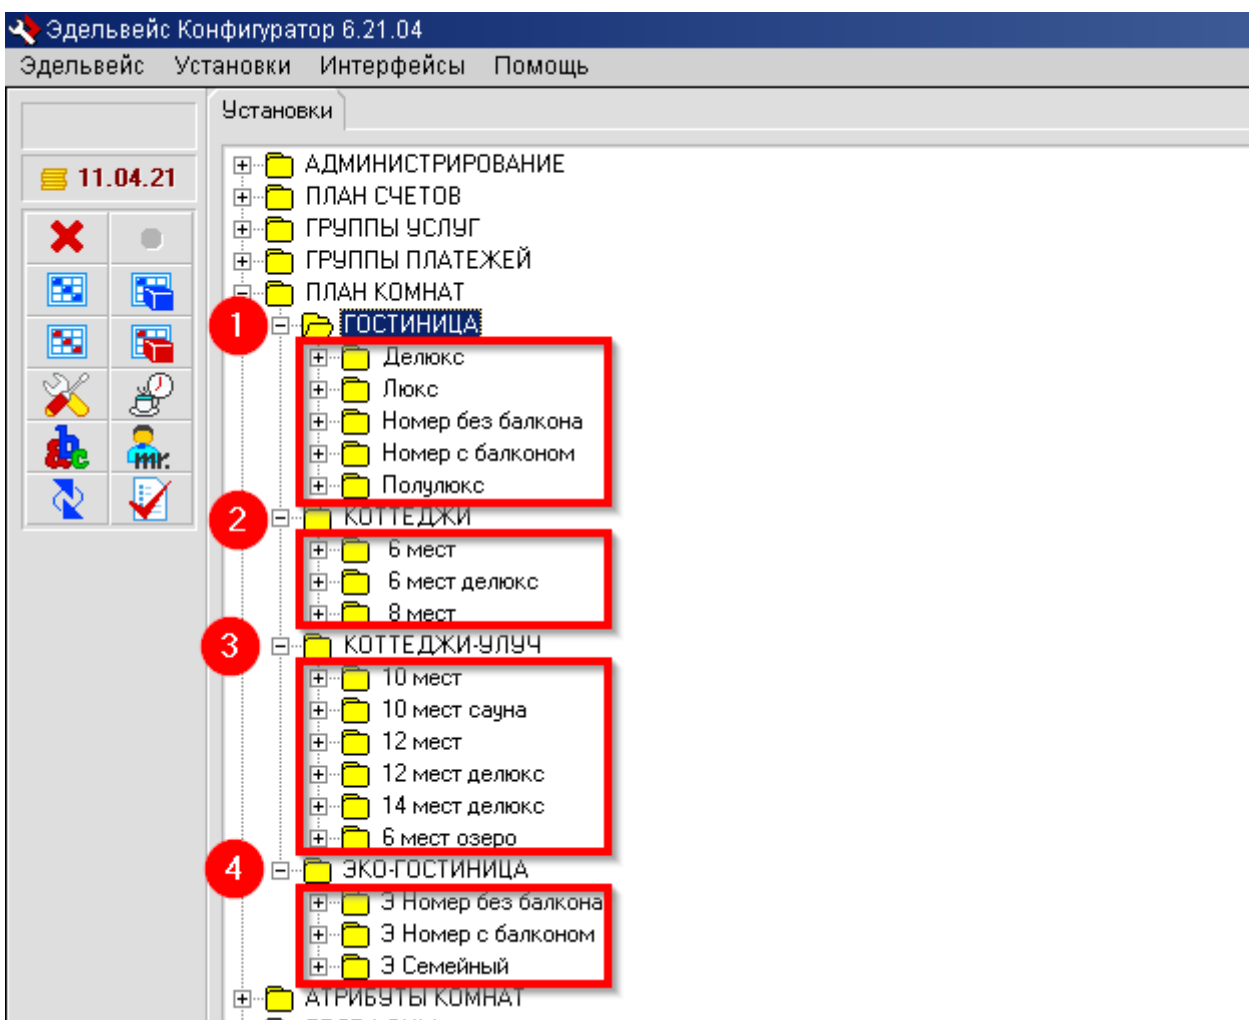 Эдельвейс Конфигуратор 6.21.04
Эдельвейс Установки Интерфейсы Помощь
Установки
11.04.21
АДМИНИСТРИРОВАНИЕ
ПЛАН СЧЕТОВ
ГРУППЫ УСЛУГ
ГРУППЫ ПЛАТЕЖЕЙ
ПЛАН КОМНАТ
1 ГОСТИНИЦА
Делюкс
Люкс
Номер без балкона
Номер с балконом
Полулюкс
2 КОТТЕДЖИ
6 мест
6 мест делюкс
8 мест
3 КОТТЕДЖИ-УЛУЧ
10 мест
10 мест сауна
12 мест
12 мест делюкс
14 мест делюкс
6 мест озеро
4 ЭКО-ГОСТИНИЦА
Э Номер без балкона
Э Номер с балконом
Э Семейный
АТРИБУТЫ КОМНАТ
abc
mr.